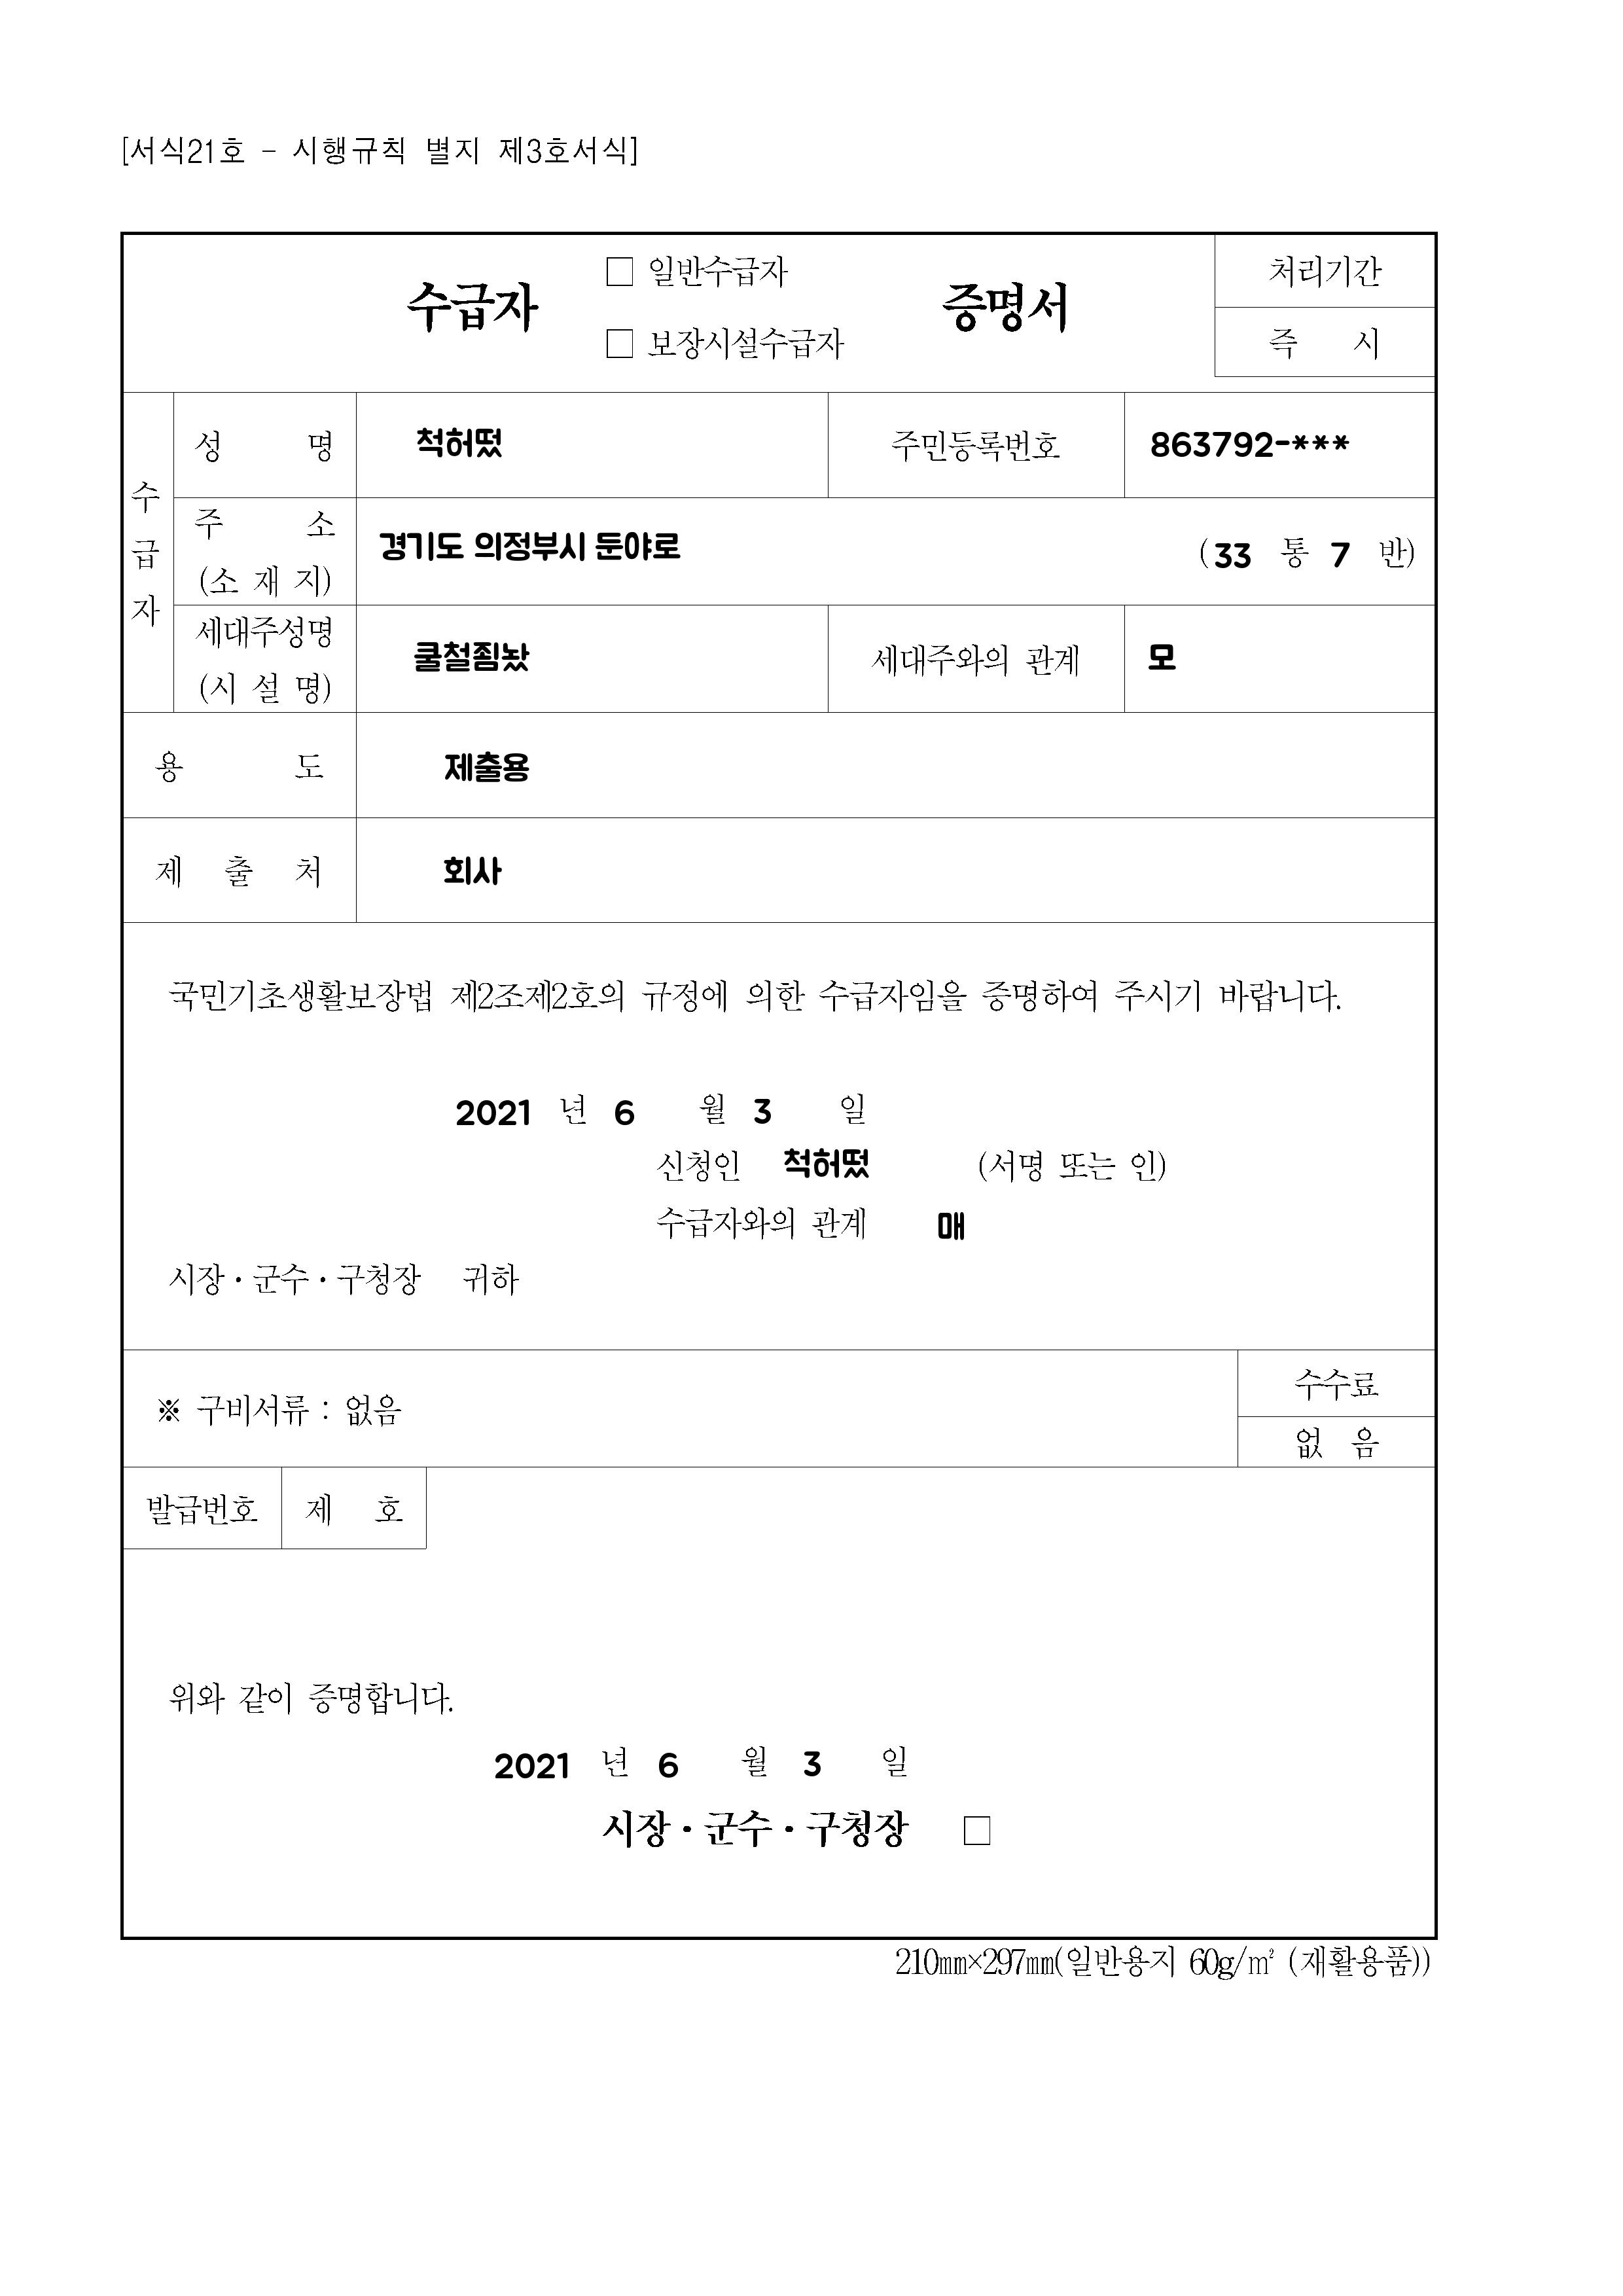 [서식21호 - 시행규칙 별지 제3호서식]
수급자 □ 일반수급자 □ 보장시설수급자 증명서
처리기간
즉 시
수급자
성 명 척허떴 주민등록번호 863792-***
주 소 (소 재 지) 경기도 의정부시 둔야로 (33 통 7 반)
세대주성명 (시 설 명) 쿨철죔놨 세대주와의 관계 모
용 도 제출용
제 출 처 회사
국민기초생활보장법 제2조제2호의 규정에 의한 수급자임을 증명하여 주시기 바랍니다.
2021 년 6 월 3 일
신청인 척허떴 (서명 또는 인)
수급자와의 관계 매
시장·군수·구청장 귀하
※ 구비서류 : 없음
수수료
없 음
발급번호 제 호
위와 같이 증명합니다.
2021 년 6 월 3 일
시장·군수·구청장 □
210㎜×297㎜(일반용지 60g/㎡ (재활용품))